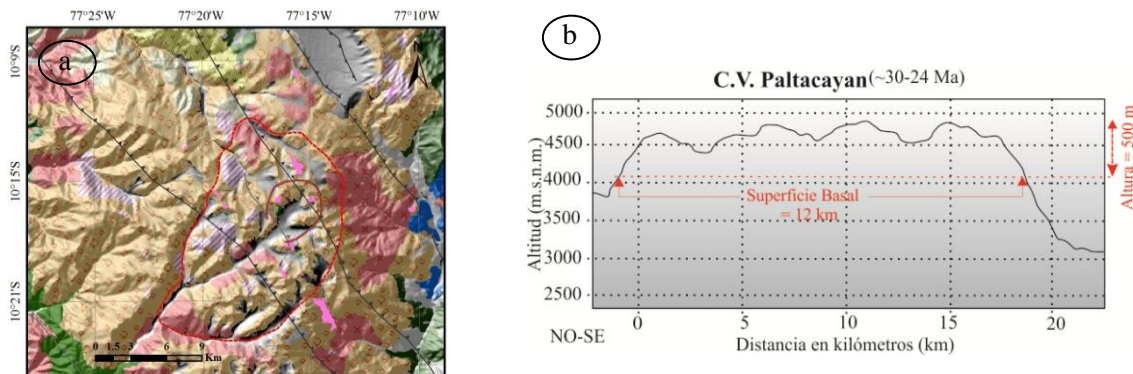 77°25'W
77°20'W
77°15'W
77°10'W
10°9'S
10°15'S
10°21'S
a
N
0 1.5 3 6 9
Km
b
C.V. Paltacayan (~30-24 Ma)
Altitud (m.s.n.m.)
5000
4500
4000
3500
3000
2500
Superficie Basal
= 12 km
Altura = 500 m
0 5 10 15 20
NO-SE
Distancia en kilómetros (km)